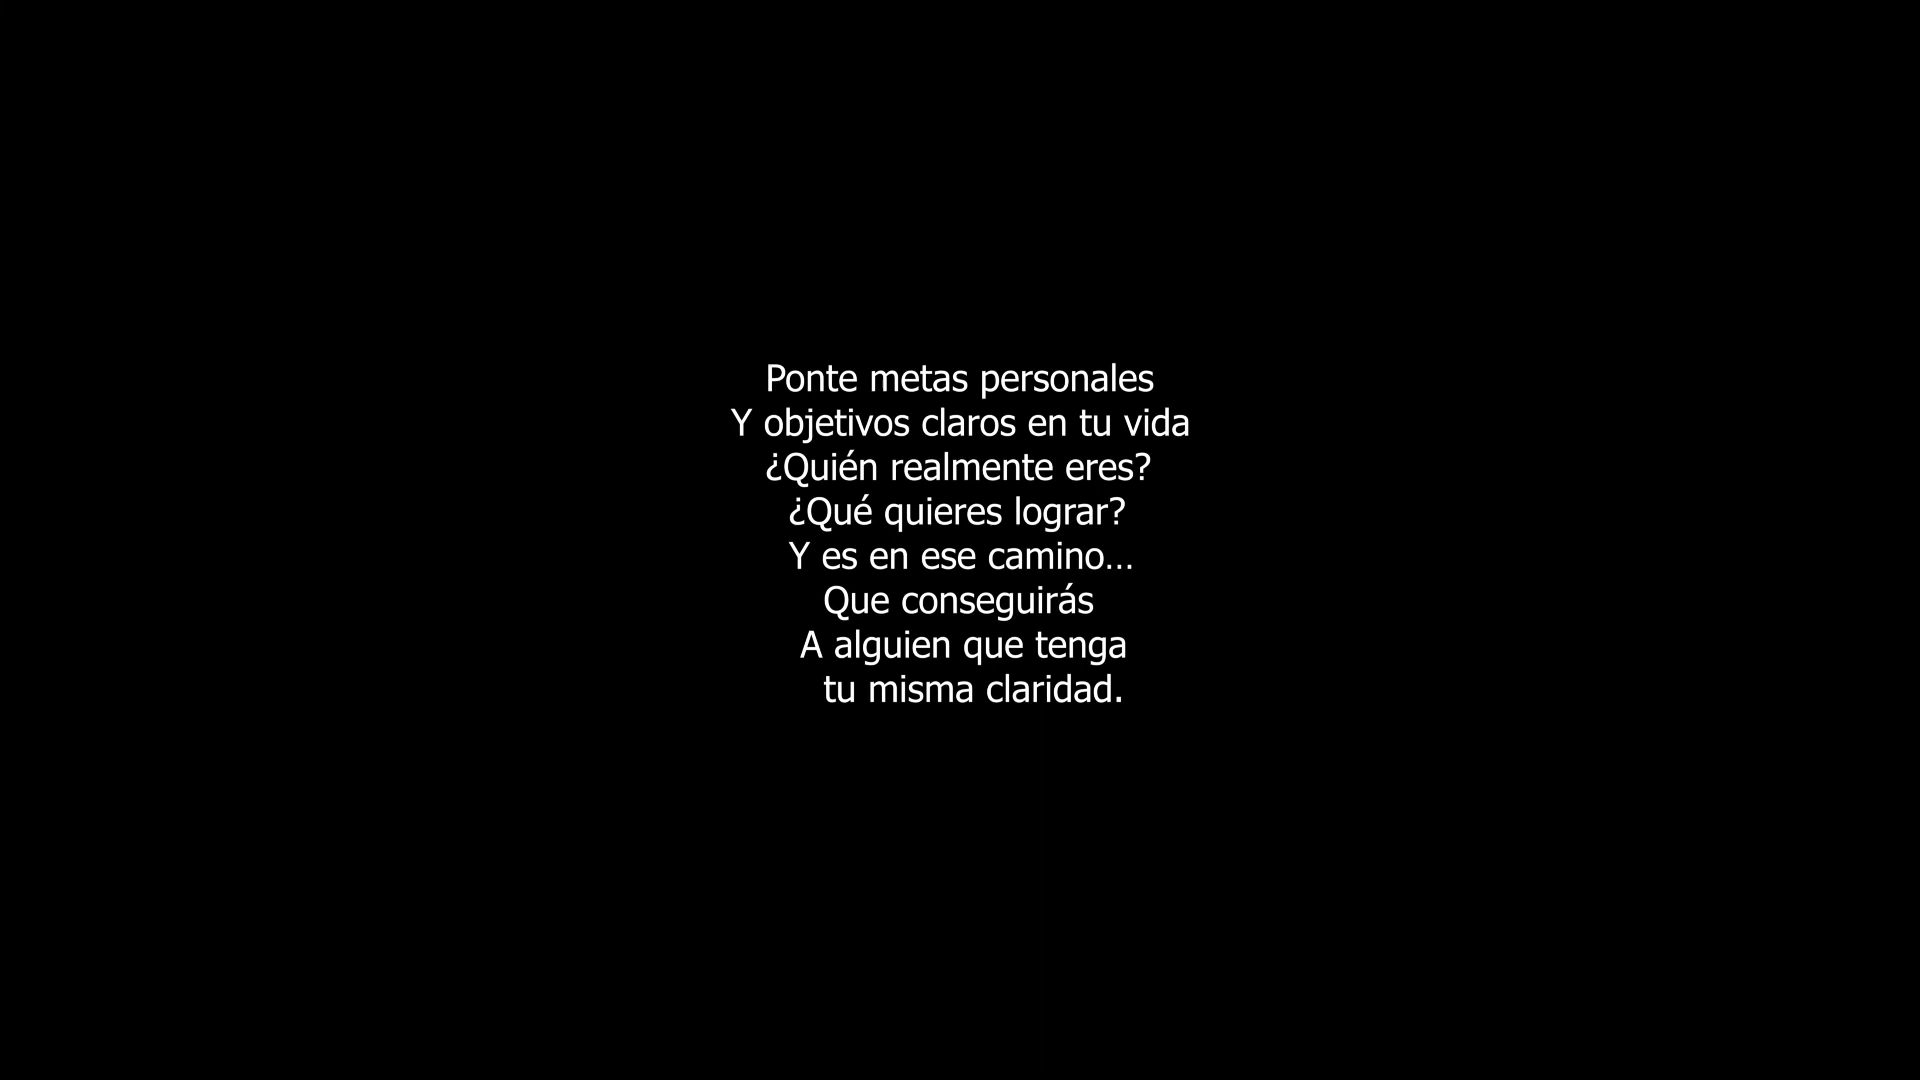 Ponte metas personales
Y objetivos claros en tu vida
¿Quién realmente eres?
¿Qué quieres lograr?
Y es en ese camino...
Que conseguirás
A alguien que tenga
tu misma claridad.